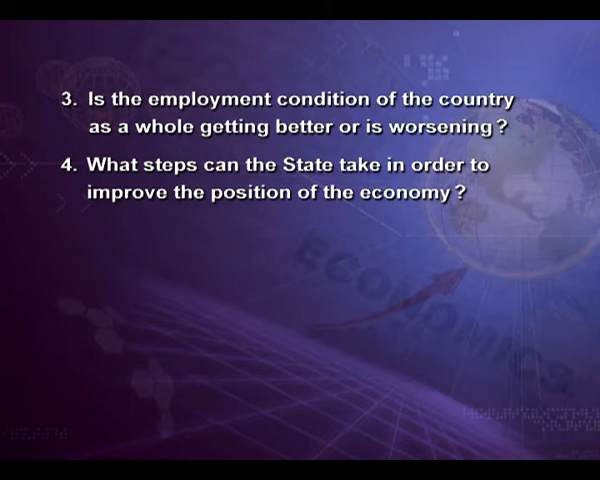 3. Is the employment condition of the country
as a whole getting better or is worsening ?
4. What steps can the State take in order to
improve the position of the economy ?
ECONOMICS